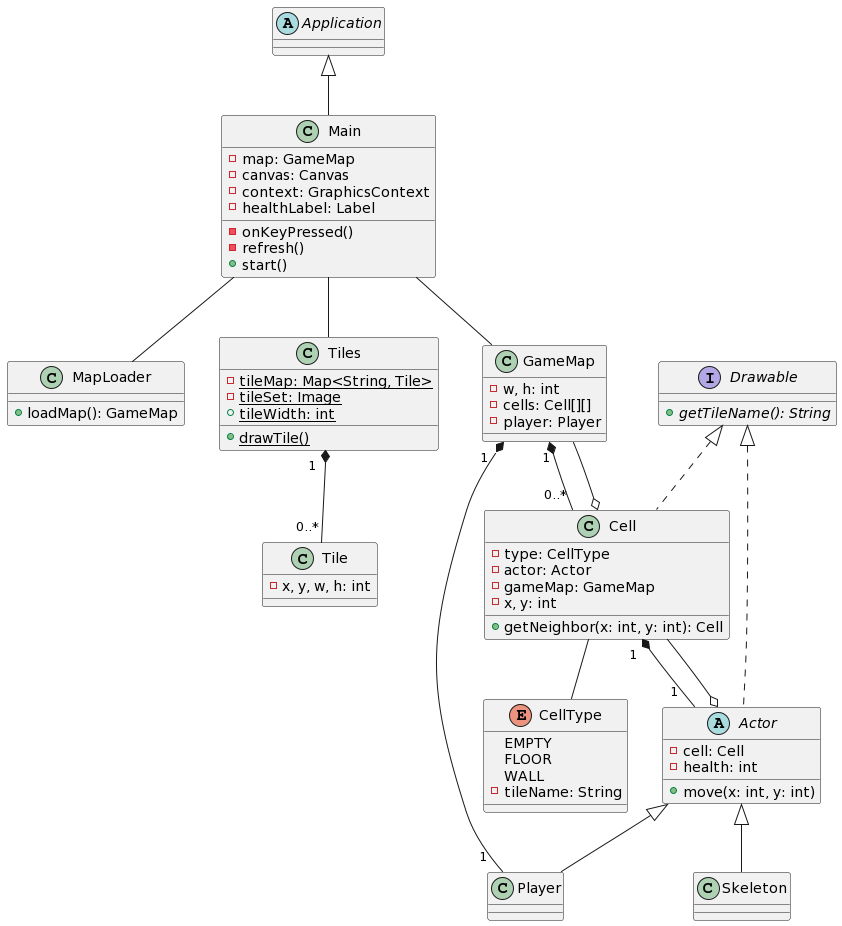 A Application
C Main
map: GameMap
canvas: Canvas
context: GraphicsContext
healthLabel: Label
onKeyPressed()
refresh()
start()
C MapLoader
loadMap(): GameMap
C Tiles
tileMap: Map<String, Tile>
tileSet: Image
tileWidth: int
drawTile()
C GameMap
w, h: int
cells: Cell[][]
player: Player
I Drawable
getTileName(): String
1
1
1
0..*
0..*
C Tile
x, y, w, h: int
C Cell
type: CellType
actor: Actor
gameMap: GameMap
x, y: int
getNeighbor(x: int, y: int): Cell
1
1
E CellType
EMPTY
FLOOR
WALL
tileName: String
A Actor
cell: Cell
health: int
move(x: int, y: int)
1
C Player
C Skeleton